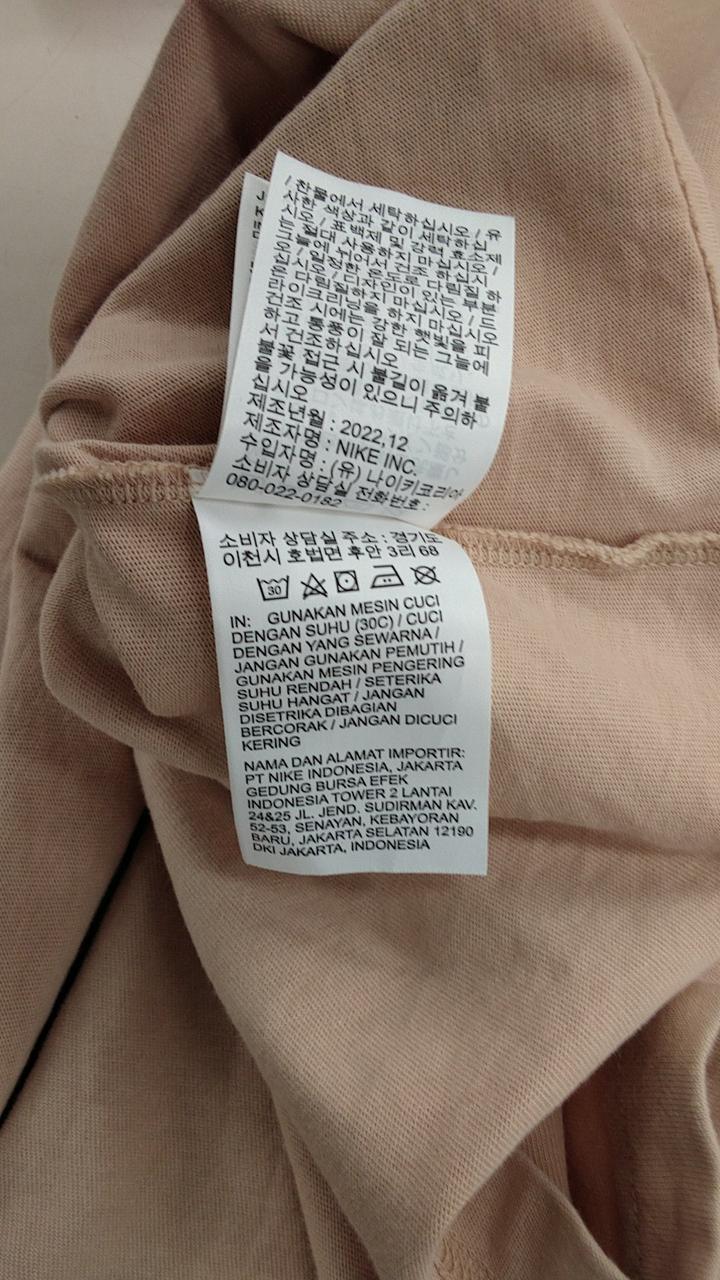 / 찬물에서 세탁하십시오 / 유
사한 색상과 같이 세탁하십
시오 / 표백제 및 강력 효소제
는 절대 사용하지 마십시오 /
그늘에 뉘어서 건조 하십시
오 / 일정한 온도로 다림질 하
십시오 / 디자인이 있는 부분
은 다림질하지 마십시오 / 드
라이크리닝을 하지 마십시오
건조 시에는 강한 햇빛을 피
하고 통풍이 잘 되는 그늘에
서 건조하십시오
불꽃 접근 시 불길이 옮겨 붙
을 가능성이 있으니 주의하
십시오
제조년월 : 2022.12
제조자명 : NIKE INC.
수입자명 : (유) 나이키코리아
소비자 상담실 전화번호 :
080-022-0182
소비자 상담실 주소 : 경기도
이천시 호법면 후안 3리 68
30
IN: GUNAKAN MESIN CUCI
DENGAN SUHU (30C) / CUCI
DENGAN YANG SEWARNA /
JANGAN GUNAKAN PEMUTIH /
GUNAKAN MESIN PENGERING
SUHU RENDAH / SETERIKA
SUHU HANGAT / JANGAN
DISETRIKA DIBAGIAN
BERCORAK / JANGAN DICUCI
KERING
NAMA DAN ALAMAT IMPORTIR:
PT NIKE INDONESIA, JAKARTA
GEDUNG BURSA EFEK
INDONESIA TOWER 2 LANTAI
24&25 JL. JEND. SUDIRMAN KAV.
52-53, SENAYAN, KEBAYORAN
BARU, JAKARTA SELATAN 12190
DKI JAKARTA, INDONESIA